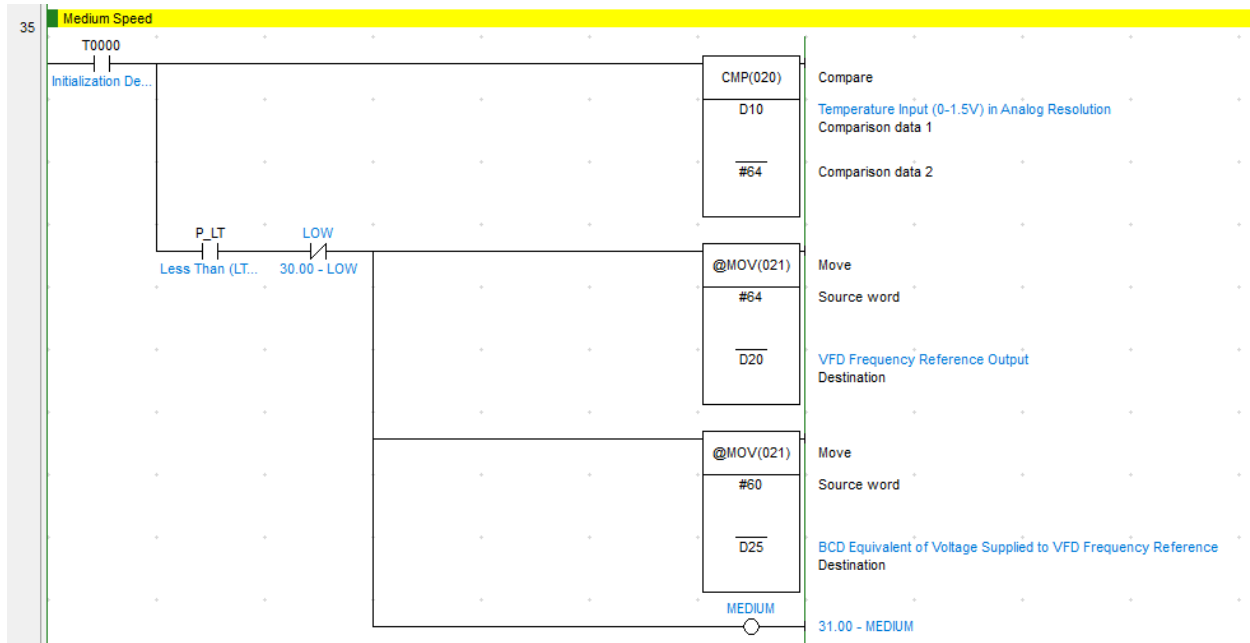 35
Medium Speed
T0000
Initialization De...
CMP(020)
Compare
D10
Temperature Input (0-1.5V) in Analog Resolution
Comparison data 1
#64
Comparison data 2
P_LT
LOW
Less Than (LT...
30.00 - LOW
@MOV(021)
Move
#64
Source word
D20
VFD Frequency Reference Output
Destination
@MOV(021)
Move
#60
Source word
D25
BCD Equivalent of Voltage Supplied to VFD Frequency Reference
Destination
MEDIUM
31.00 - MEDIUM